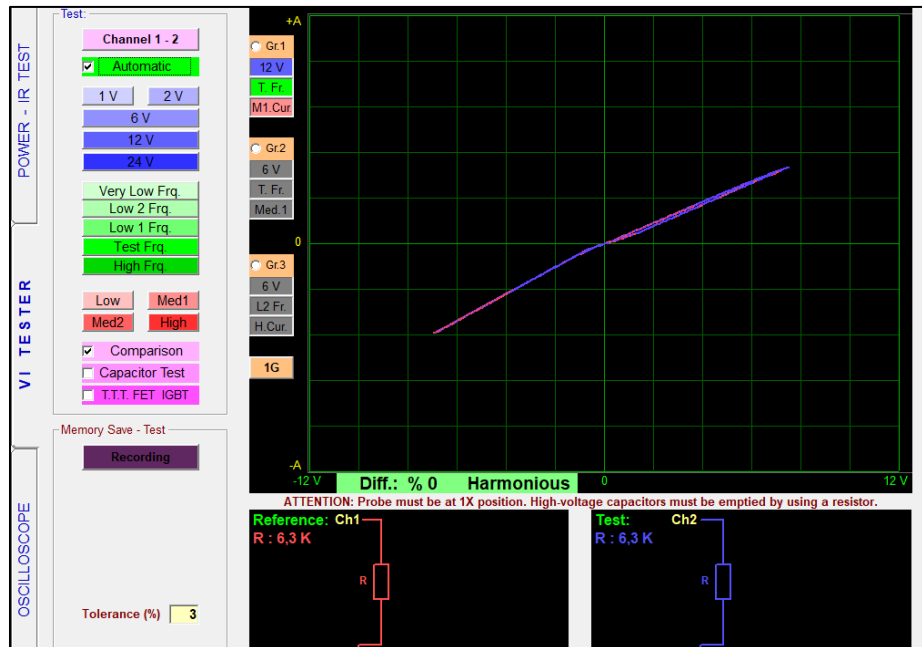 Test:
POWER - IR TEST
VI TESTER
OSCILLOSCOPE
Channel 1 - 2
Automatic
1 V
2 V
6 V
12 V
24 V
Very Low Frq.
Low 2 Frq.
Low 1 Frq.
Test Frq.
High Frq.
Low
Med1
Med2
High
Comparison
Capacitor Test
T.T.T. FET IGBT
Memory Save - Test
Recording
Tolerance (%)
3
Gr.1
12 V
T. Fr.
M1.Cur.
Gr.2
6 V
T. Fr.
Med.1
Gr.3
6 V
L2 Fr.
H.Cur.
1G
+A
0
-A
-12 V
Diff.: % 0 Harmonious
0
12 V
ATTENTION: Probe must be at 1X position. High-voltage capacitors must be emptied by using a resistor.
Reference: Ch1
R : 6,3 K
R
Test: Ch2
R : 6,3 K
R